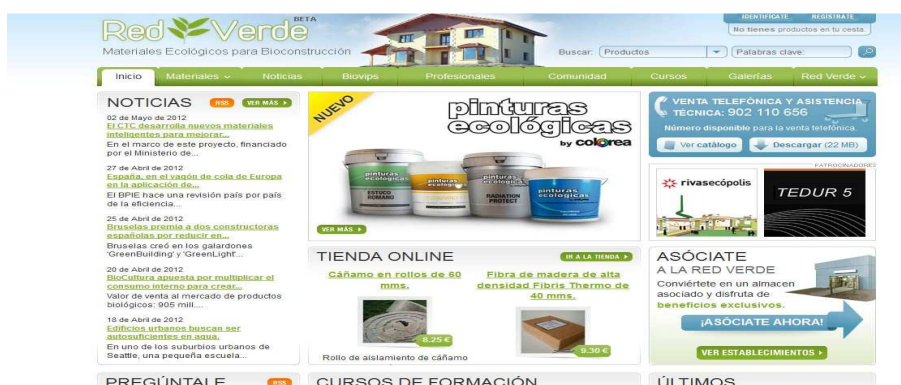 Red Verde
BETA
Materiales Ecológicos para Bioconstrucción
IDENTIFÍCATE REGÍSTRATE
No tienes productos en tu cesta.
Buscar: Productos
Palabras clave:
Inicio Materiales Noticias Biovips Profesionales Comunidad Cursos Galerías Red Verde
NOTICIAS RSS VER MÁS
02 de Mayo de 2012
El CTC desarrolla nuevos materiales
inteligentes para mejorar...
En el marco de este proyecto, financiado
por el Ministerio de...
27 de Abril de 2012
España, en el vagón de cola de Europa
en la aplicación de...
El BPIE hace una revisión país por país
de la eficiencia...
25 de Abril de 2012
Bruselas premia a dos constructoras
españolas por reducir en...
Bruselas creó en los galardones
'GreenBuilding' y 'GreenLight'...
20 de Abril de 2012
BioCultura apuesta por multiplicar el
consumo interno para crear...
Valor de venta al mercado de productos
biológicos: 905 mill....
18 de Abril de 2012
Edificios urbanos buscan ser
autosuficientes en agua.
En uno de los suburbios urbanos de
Seattle, una pequeña escuela...
NUEVO
pinturas
ecológicas
by colorea
pinturas
ecológicas
ESTUCO
ROMANO
pinturas
ecológicas
RADIATION
PROTECT
pinturas
ecológicas
VER MÁS
VENTA TELEFÓNICA Y ASISTENCIA
TÉCNICA: 902 110 656
Número disponible para la venta telefónica.
Ver catálogo
Descargar (22 MB)
PATROCINADORES
rivasecópolis
TEDUR 5
TIENDA ONLINE IR A LA TIENDA
Cáñamo en rollos de 60
mms.
8.25 €
Rollo de aislamiento de cáñamo
Fibra de madera de alta
densidad Fibris Thermo de
40 mms.
9.30 €
ASÓCIATE
A LA RED VERDE
Conviértete en un almacen
asociado y disfruta de
beneficios exclusivos.
¡ASÓCIATE AHORA!
VER ESTABLECIMIENTOS
PREGÚNTALE RSS
CURSOS DE FORMACIÓN
ÚLTIMOS